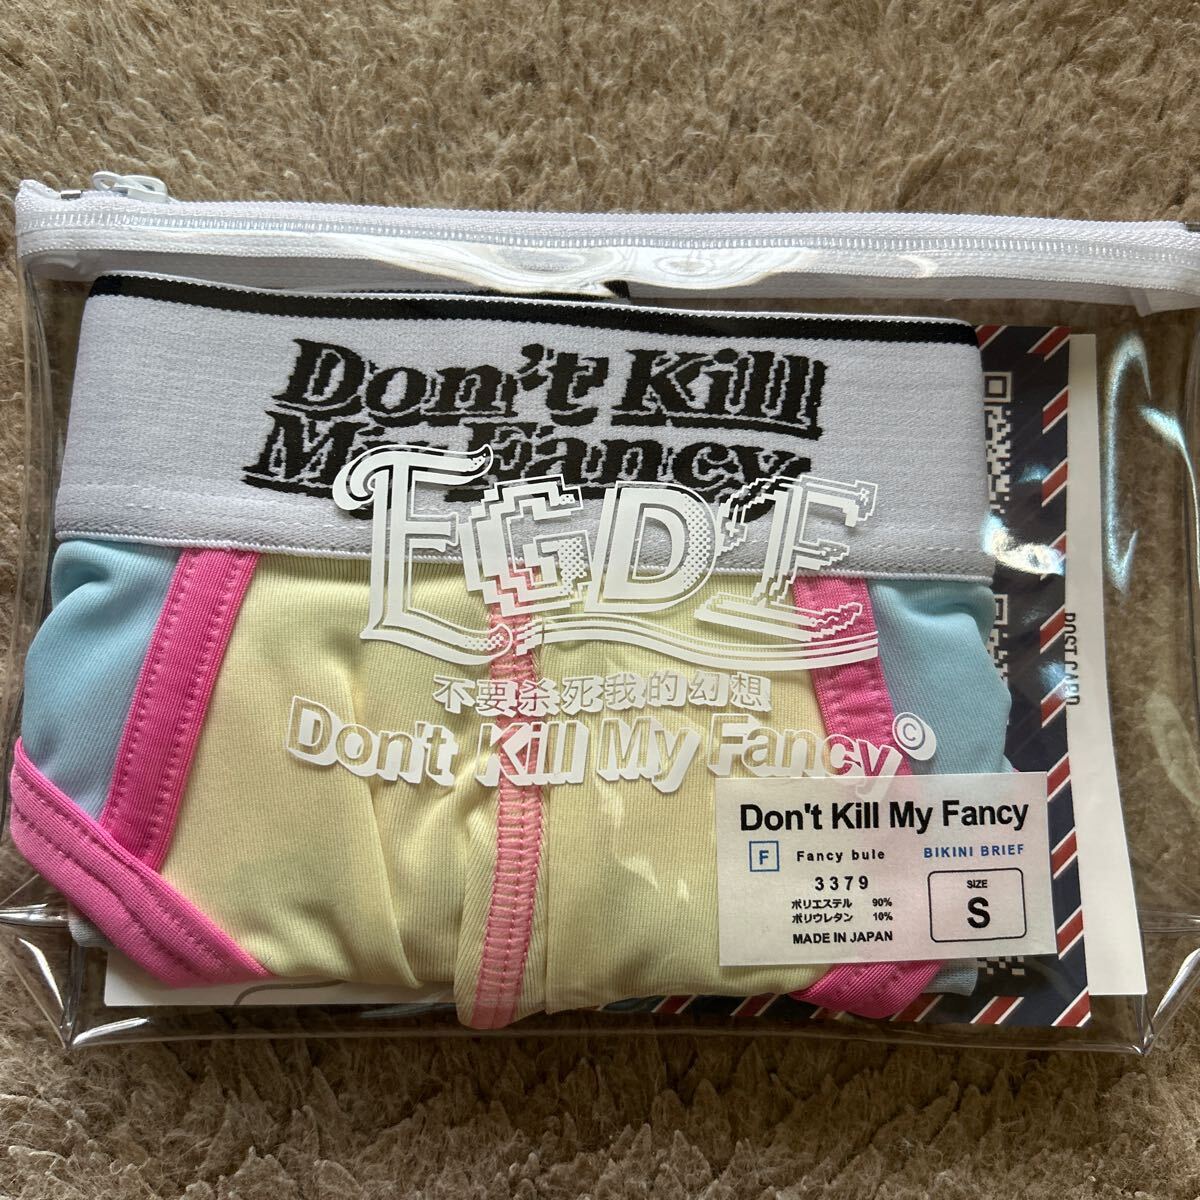 Don't Kill
My Fancy
EGDE
不要杀死我的幻想
Don't Kill My Fancy©
POST CARD
Don't Kill My Fancy
F Fancy bule BIKINI BRIEF
3379
ポリエステル 90%
ポリウレタン 10%
MADE IN JAPAN
SIZE
S